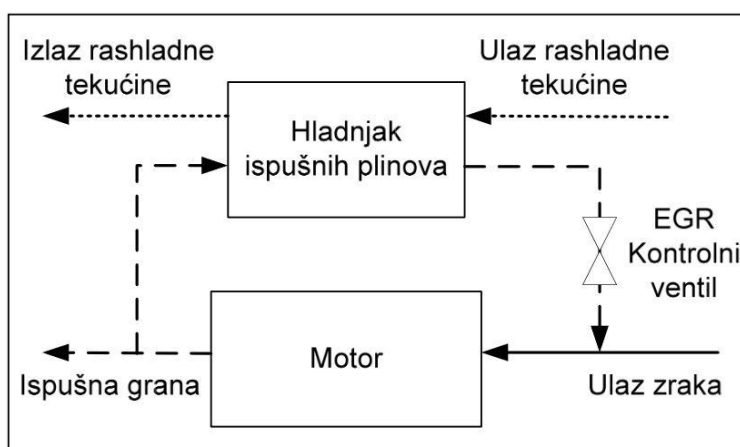 Izlaz rashladne
tekućine
Ulaz rashladne
tekućine
Hladnjak
ispušnih plinova
EGR
Kontrolni
ventil
Motor
Ispušna grana
Ulaz zraka